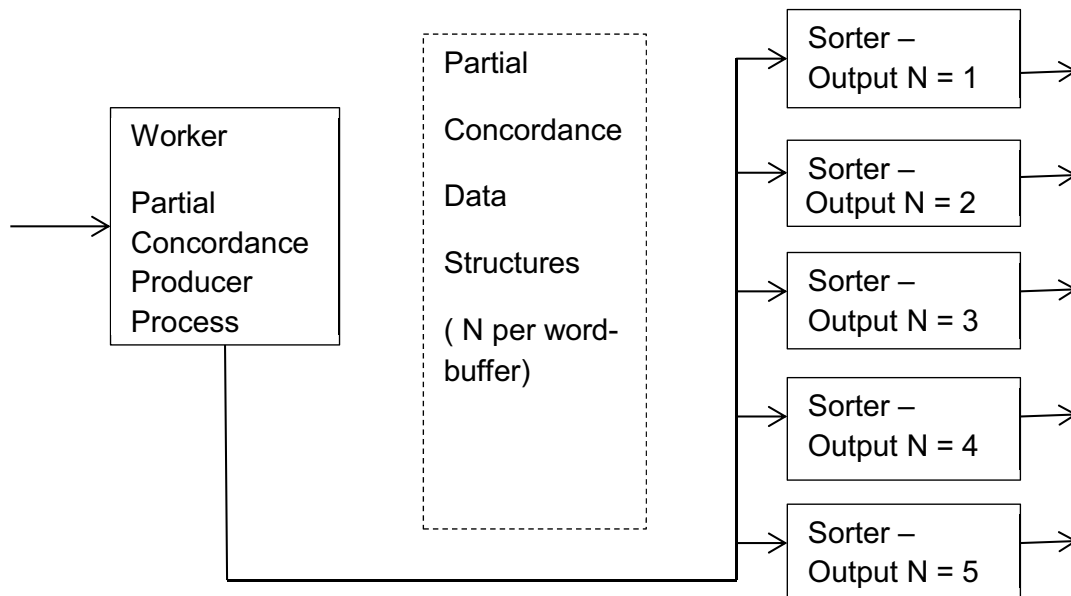 Worker
Partial
Concordance
Producer
Process
Partial
Concordance
Data
Structures
( N per word-
buffer)
Sorter –
Output N = 1
Sorter –
Output N = 2
Sorter –
Output N = 3
Sorter –
Output N = 4
Sorter –
Output N = 5